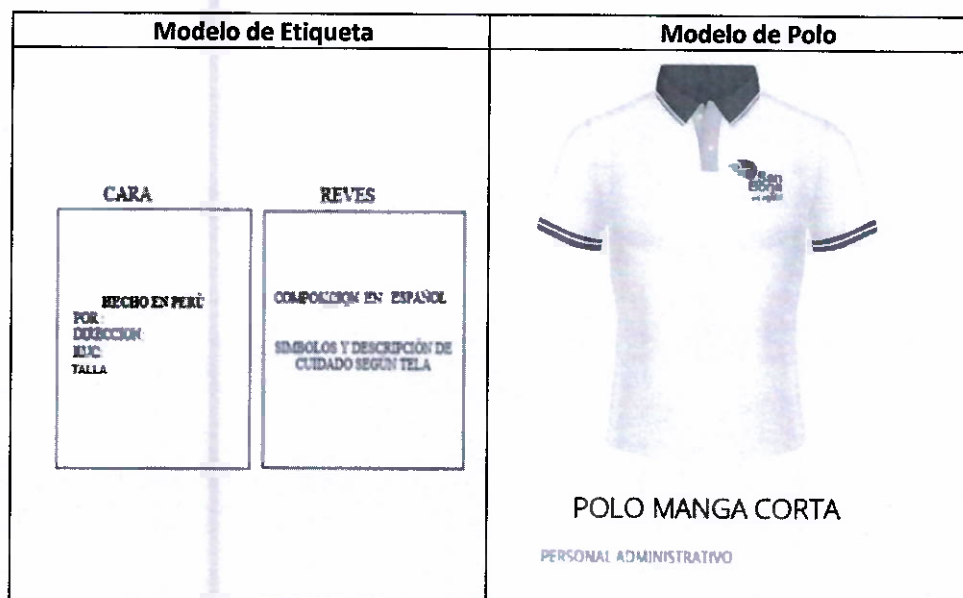 Modelo de Etiqueta
Modelo de Polo
CARA
REVES
HECHO EN PERÚ
POR:
DIRECCION:
RUC:
TALLA
COMPOSICION EN ESPAÑOL
SIMBOLOS Y DESCRIPCIÓN DE
CUIDADO SEGUN TELA
San
Borja
POLO MANGA CORTA
PERSONAL ADMINISTRATIVO